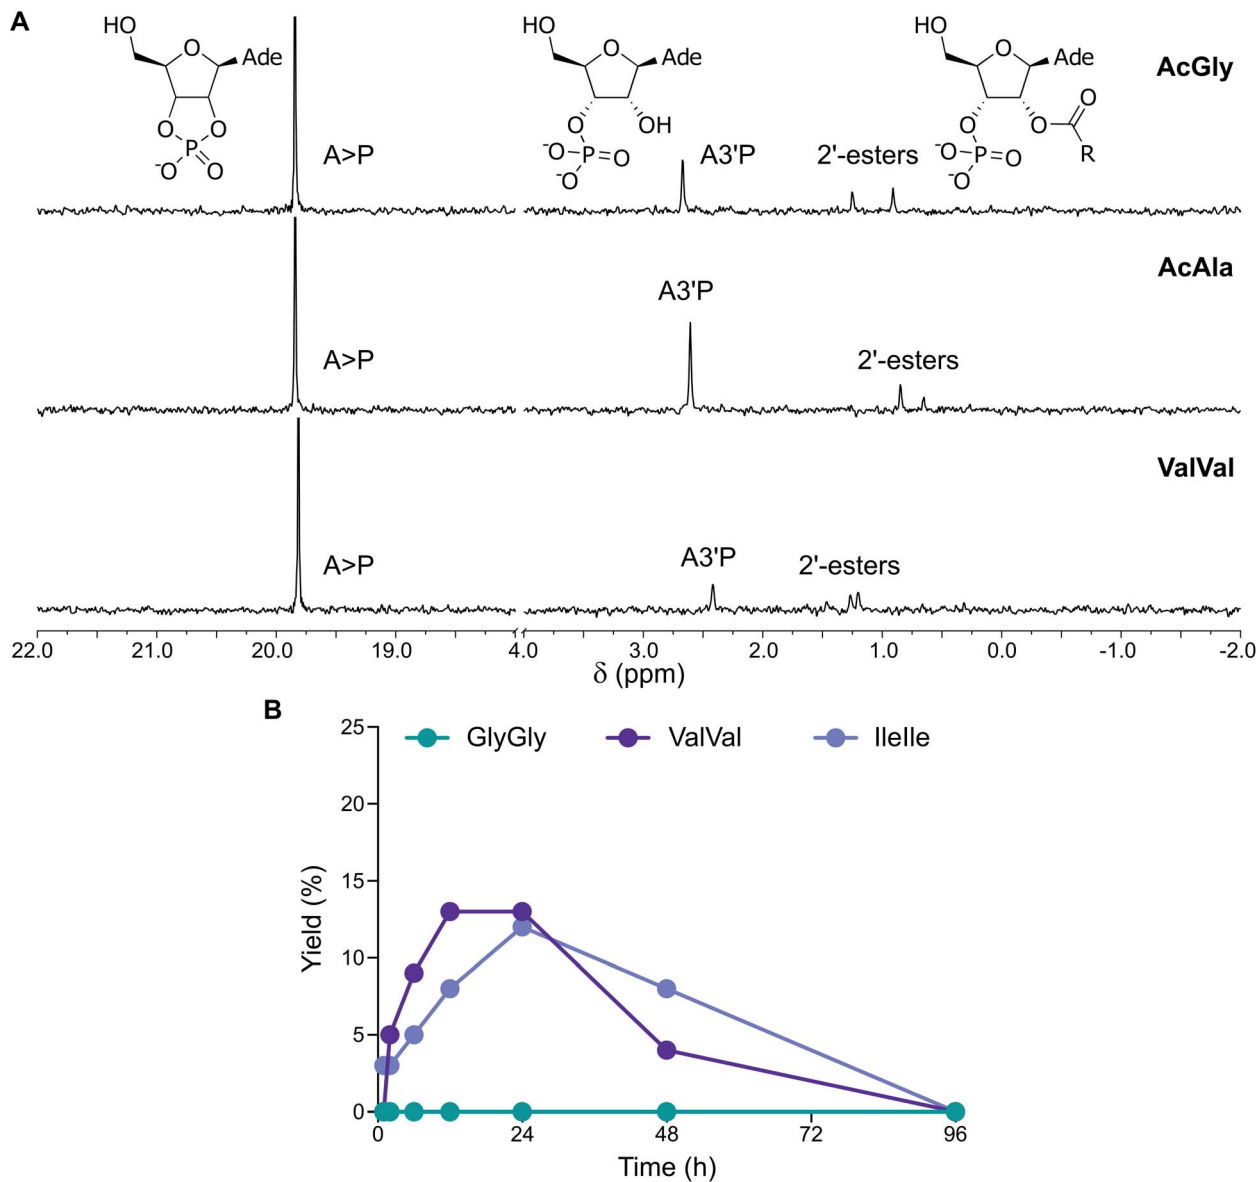 A
HO
O
Ade
O
O
P
⁻O
O
A>P
HO
O
Ade
O
OH
⁻O
P
O
⁻O
A3'P
2'-esters
HO
O
Ade
O
O
O
R
⁻O
P
O
⁻O
AcGly
A>P
A3'P
2'-esters
AcAla
A>P
A3'P
2'-esters
ValVal
22.0 21.0 20.0 19.0 4.0 3.0 2.0 1.0 0.0 -1.0 -2.0
δ (ppm)
B
GlyGly ValVal IleIle
Yield (%)
25
20
15
10
5
0
0 24 48 72 96
Time (h)